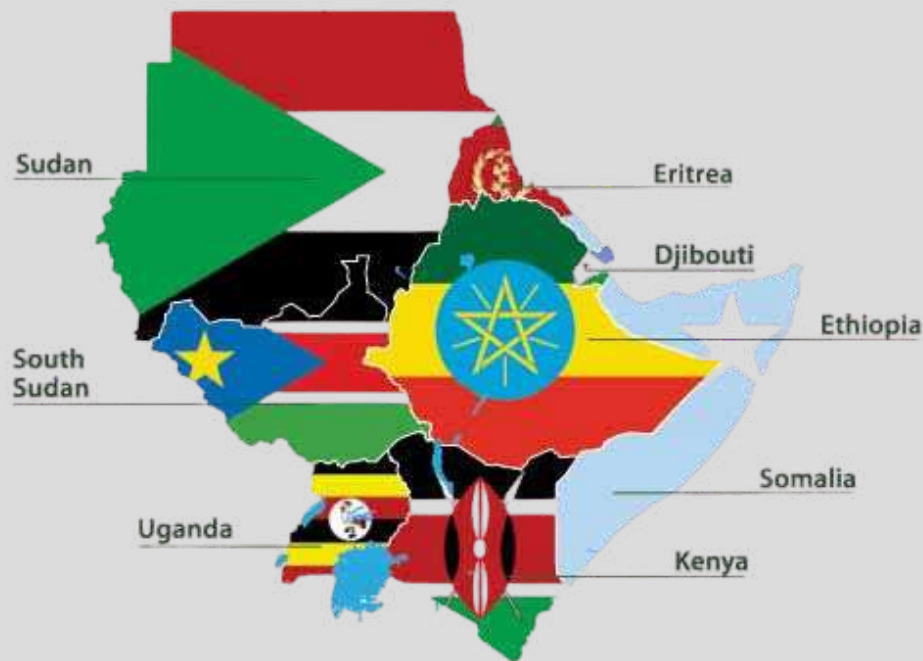 Sudan
Eritrea
Djibouti
Ethiopia
South
Sudan
Somalia
Uganda
Kenya